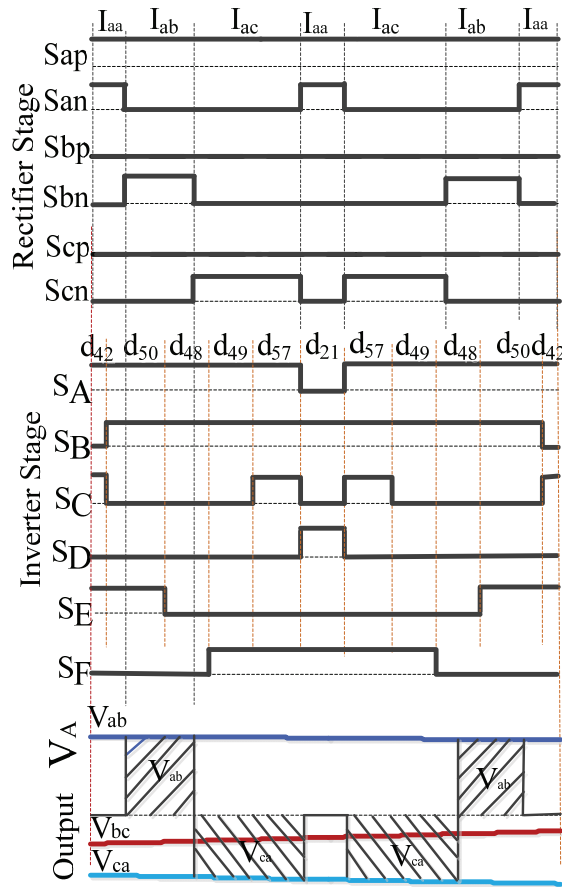 Iaa Iab Iac Iaa Iac Iab Iaa
Rectifier Stage
Sap
San
Sbp
Sbn
Scp
Scn
d42 d50 d48 d49 d57 d21 d57 d49 d48 d50 d42
Inverter Stage
SA
SB
SC
SD
SE
SF
Output VA
Vab
Vab
Vab
Vbc
Vca
Vca
Vca